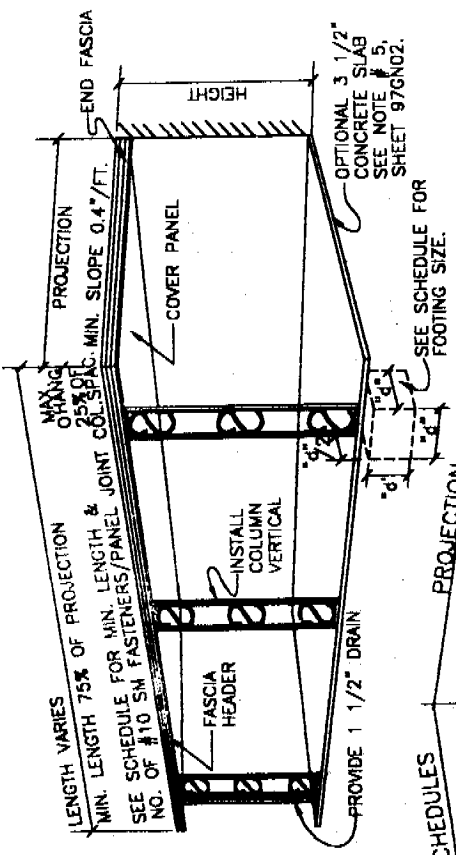 LENGTH VARIES
MIN. LENGTH 75% OF PROJECTION
SEE SCHEDULE FOR MIN. LENGTH &
NO. OF #10 SM FASTENERS/PANEL JOINT
MAX
O'HANG
25% OF
COL.SPAC.
PROJECTION
MIN. SLOPE 0.4"/FT.
END FASCIA
COVER PANEL
HEIGHT
FASCIA
HEADER
INSTALL
COLUMN
VERTICAL
PROVIDE 1 1/2" DRAIN
OPTIONAL 3 1/2"
CONCRETE SLAB
SEE NOTE # 5,
SHEET 97GN02.
"d"/2
"d"
"d"
"d"
SEE SCHEDULE FOR
FOOTING SIZE.
CHEDULES
PROJECTION